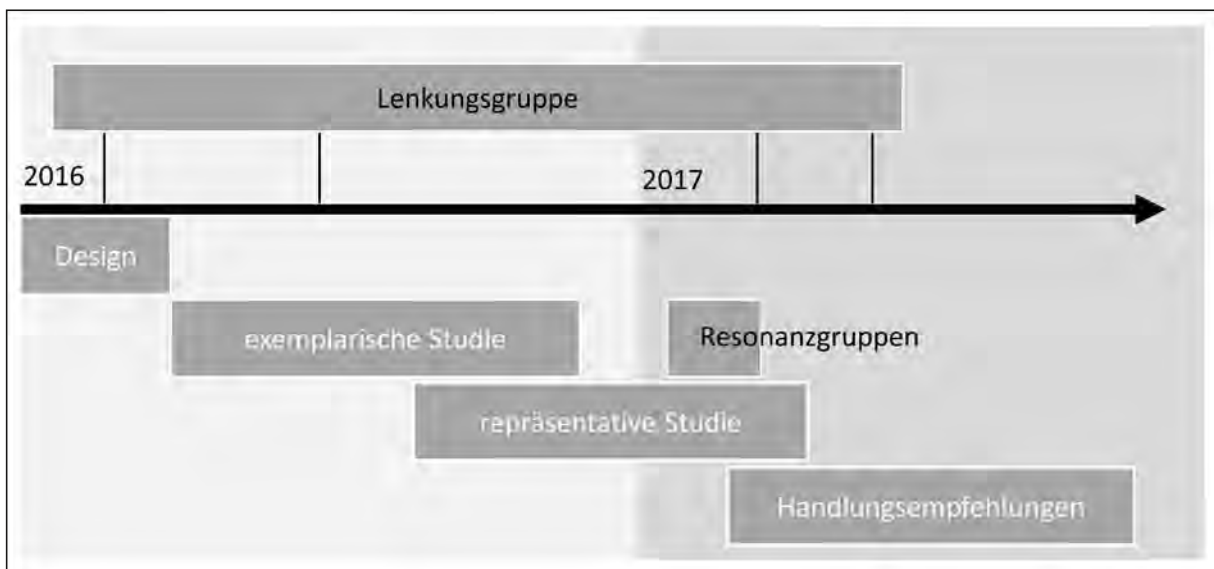 Lenkungsgruppe
2016
2017
Design
exemplarische Studie
Resonanzgruppen
repräsentative Studie
Handlungsempfehlungen